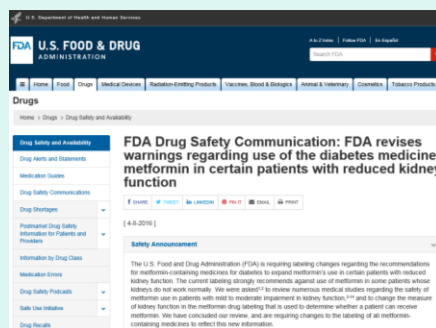 U.S. Department of Health and Human Services
FDA U.S. FOOD & DRUG
ADMINISTRATION
A to Z Index | Follow FDA | En Español
Search FDA
Home Food Drugs Medical Devices Radiation-Emitting Products Vaccines, Blood & Biologics Animal & Veterinary Cosmetics Tobacco Products
Drugs
Home > Drugs > Drug Safety and Availability
Drug Safety and Availability
Drug Alerts and Statements
Medication Guides
Drug Safety Communications
Drug Shortages
Postmarket Drug Safety
Information for Patients and
Providers
Information by Drug Class
Medication Errors
Drug Safety Podcasts
Safe Use Initiative
Drug Recalls
FDA Drug Safety Communication: FDA revises
warnings regarding use of the diabetes medicine
metformin in certain patients with reduced kidney
function
SHARE TWEET LINKEDIN PIN IT EMAIL PRINT
[ 4-8-2016 ]
Safety Announcement
The U.S. Food and Drug Administration (FDA) is requiring labeling changes regarding the recommendations
for metformin-containing medicines for diabetes to expand metformin's use in certain patients with reduced
kidney function. The current labeling strongly recommends against use of metformin in some patients whose
kidneys do not work normally. We were asked to review numerous medical studies regarding the safety of
metformin use in patients with mild to moderate impairment in kidney function, and to change the measure
of kidney function in the metformin drug labeling that is used to determine whether a patient can receive
metformin. We have concluded our review, and are requiring changes to the labeling of all metformin-
containing medicines to reflect this new information.